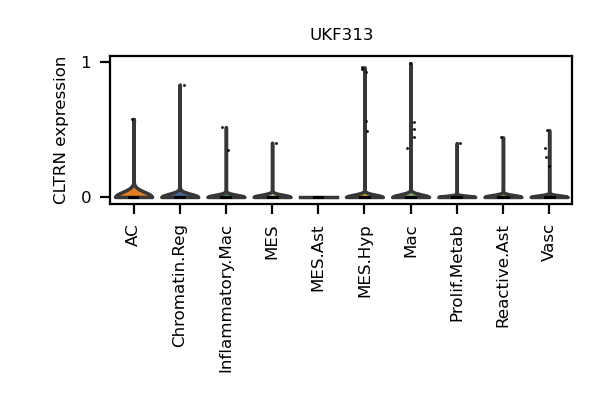 UKF313
CLTRN expression
1
0
AC
Chromatin.Reg
Inflammatory.Mac
MES
MES.Ast
MES.Hyp
Mac
Prolif.Metab
Reactive.Ast
Vasc